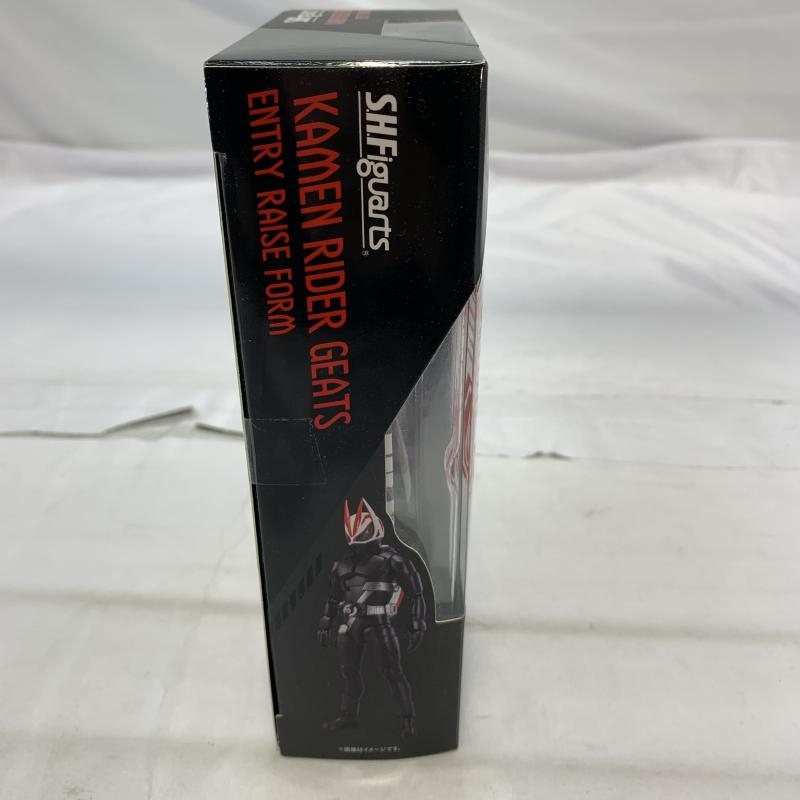 S.H.Figuarts®
KAMEN RIDER GEATS
ENTRY RAISE FORM
※画像はイメージです。